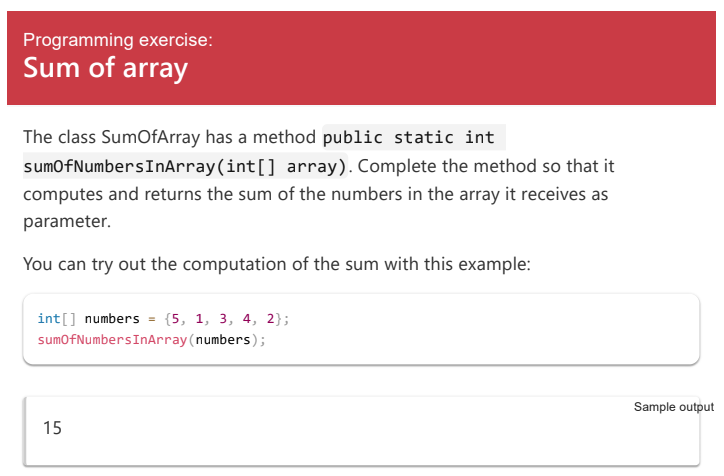 Programming exercise:
Sum of array
The class SumOfArray has a method public static int
sumOfNumbersInArray(int[] array). Complete the method so that it
computes and returns the sum of the numbers in the array it receives as
parameter.
You can try out the computation of the sum with this example:
int[] numbers = {5, 1, 3, 4, 2};
sumOfNumbersInArray(numbers);
Sample output
15